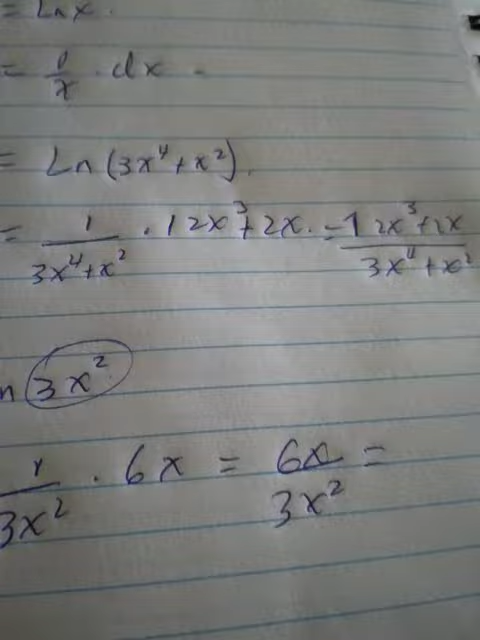 = Ln x.
= 1/x · dx
= Ln (3x⁴+x²).
= 1/(3x⁴+x²) · 12x³+2x. = (12x³+2x)/(3x⁴+x²)
n 3x²
1/(3x²) · 6x = 6x/(3x²) =